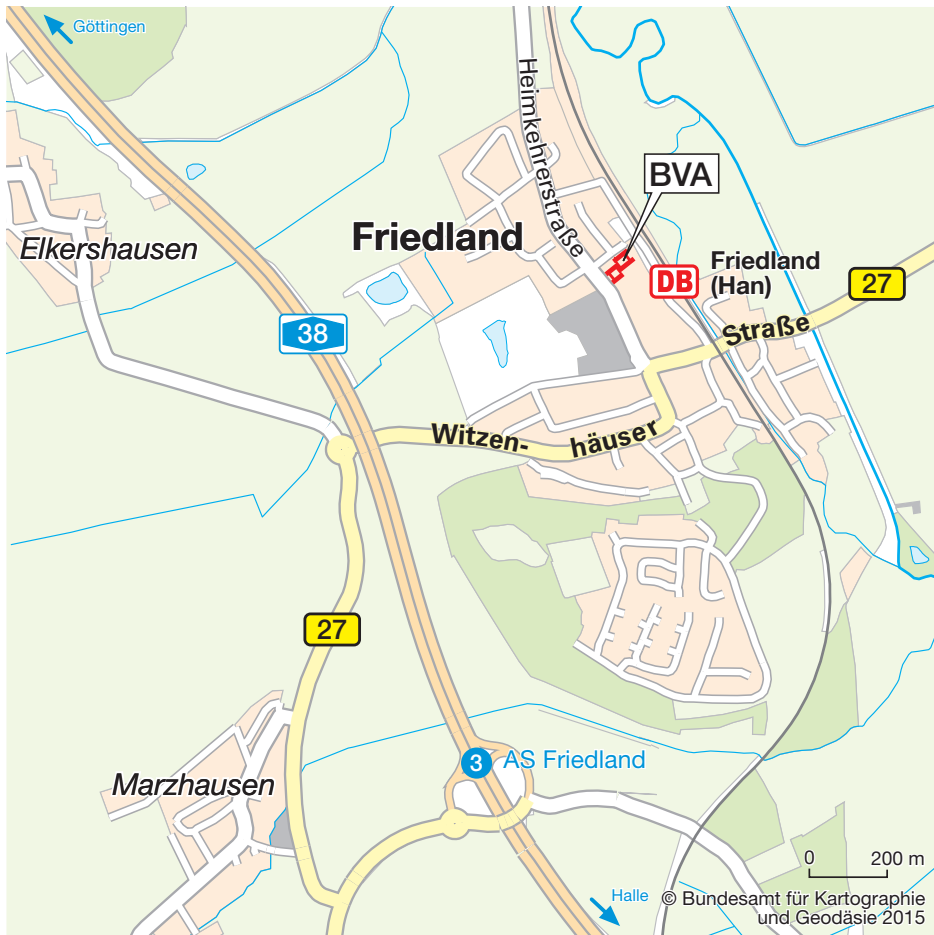 Göttingen
Heimkehrerstraße
BVA
Elkershausen
Friedland
DB
Friedland
(Han)
27
38
Straße
Witzen-
häuser
27
3
AS Friedland
Marzhausen
0
200 m
Halle
© Bundesamt für Kartographie
und Geodäsie 2015